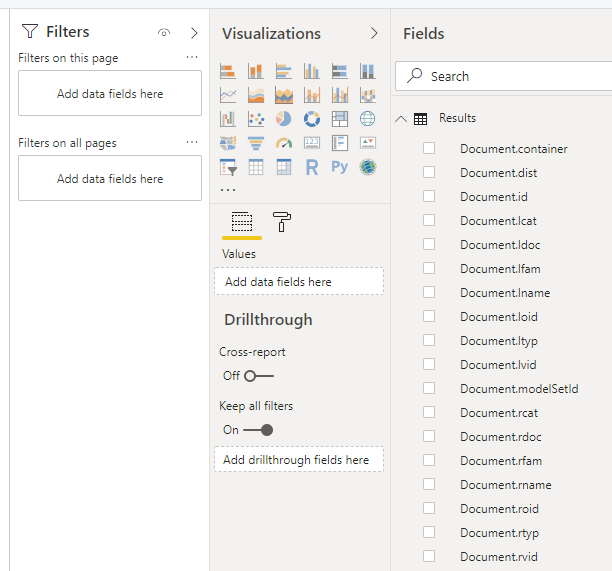 Filters
Filters on this page
...
Add data fields here
Filters on all pages
...
Add data fields here
Visualizations
123
R Py
...
Values
Add data fields here
Drillthrough
Cross-report
Off
Keep all filters
On
Add drillthrough fields here
Fields
Search
Results
Document.container
Document.dist
Document.id
Document.lcat
Document.ldoc
Document.lfam
Document.lname
Document.loid
Document.ltyp
Document.lvid
Document.modelSetId
Document.rcat
Document.rdoc
Document.rfam
Document.rname
Document.roid
Document.rtyp
Document.rvid